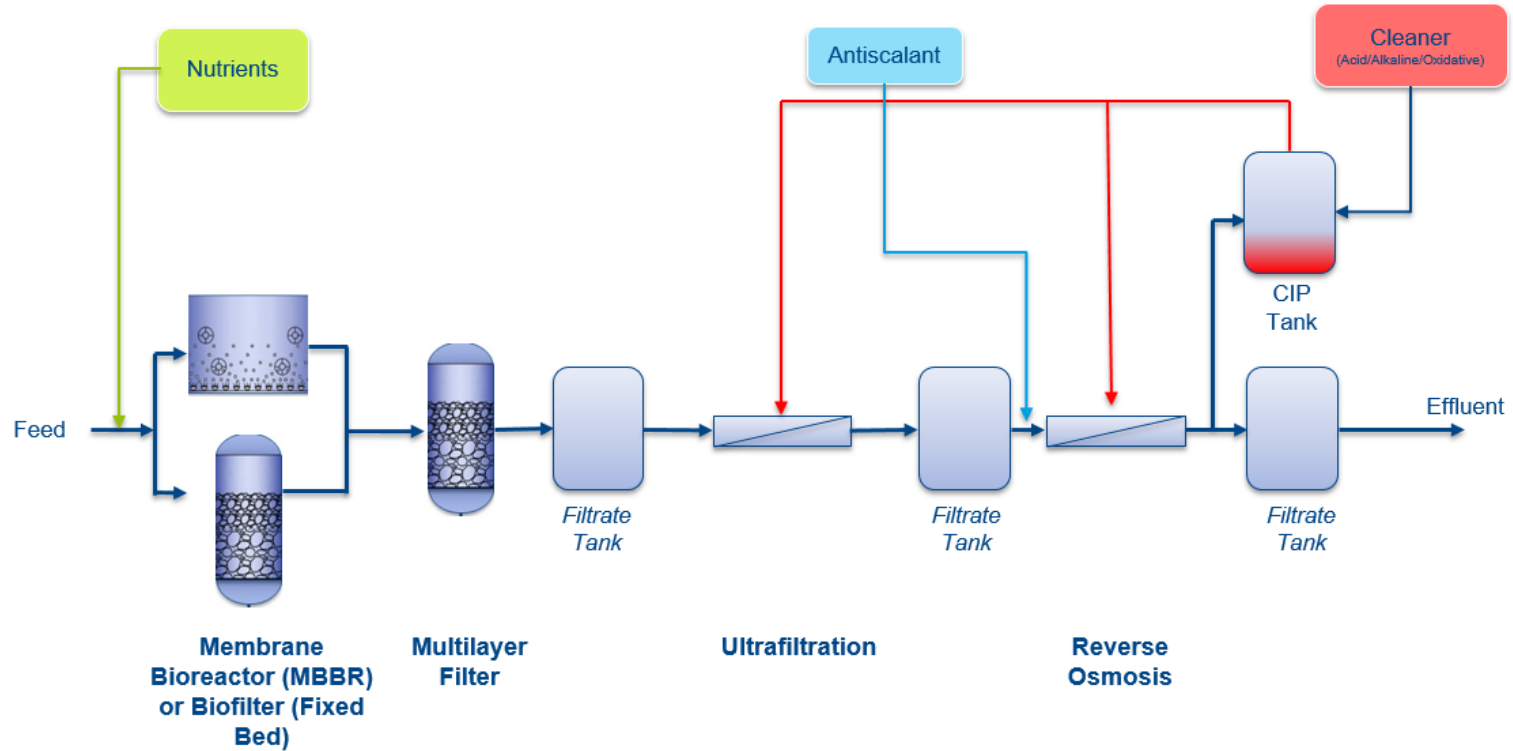 Nutrients
Antiscalant
Cleaner
(Acid/Alkaline/Oxidative)
CIP
Tank
Feed
Effluent
Filtrate
Tank
Filtrate
Tank
Filtrate
Tank
Membrane
Bioreactor (MBBR)
or Biofilter (Fixed
Bed)
Multilayer
Filter
Ultrafiltration
Reverse
Osmosis